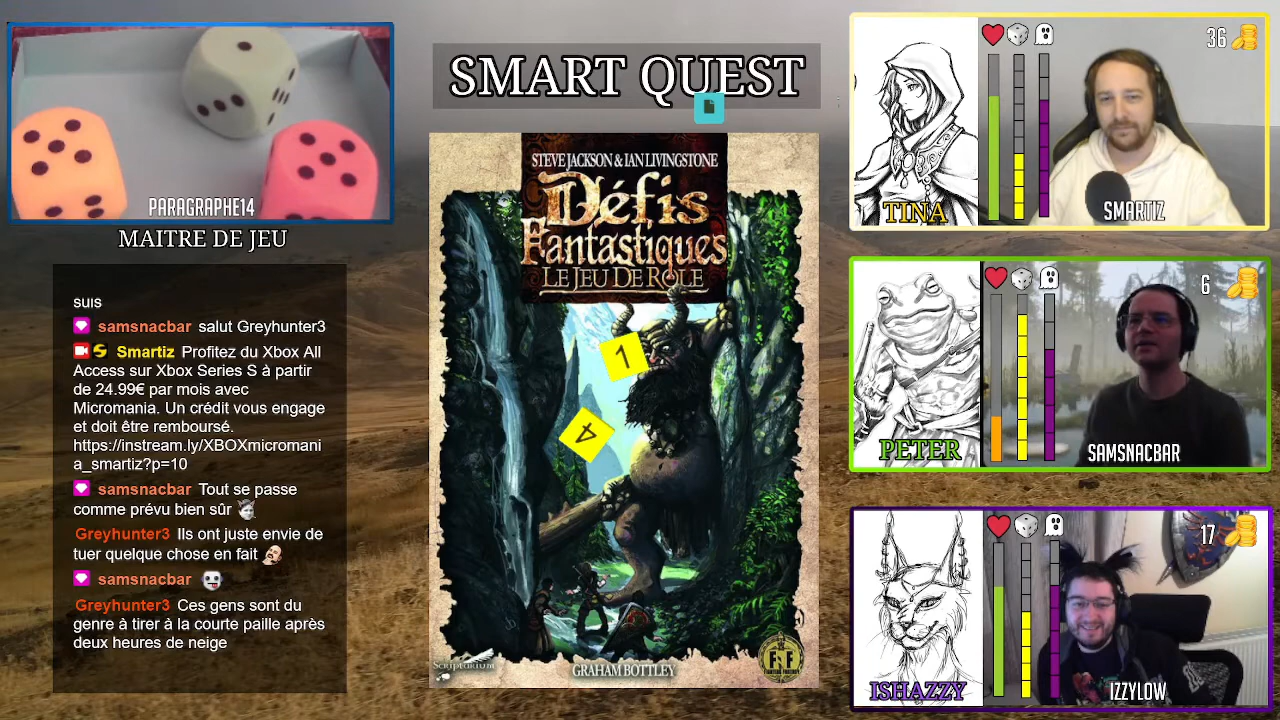 PARAGRAPHE14
MAITRE DE JEU
suis
samsnacbar salut Greyhunter3
Smartiz Profitez du Xbox All
Access sur Xbox Series S à partir
de 24.99€ par mois avec
Micromania. Un crédit vous engage
et doit être remboursé.
https://instream.ly/XBOXmicromani
a_smartiz?p=10
samsnacbar Tout se passe
comme prévu bien sûr
Greyhunter3 Ils ont juste envie de
tuer quelque chose en fait
samsnacbar
Greyhunter3 Ces gens sont du
genre à tirer à la courte paille après
deux heures de neige
SMART QUEST
STEVE JACKSON & IAN LIVINGSTONE
Défis
Fantastiques
LE JEU DE RÔLE
1
4
SCRIPTARIUM
GRAHAM BOTTLEY
FF
36
TINA
SMARTIZ
6
PETER
SAMSNACBAR
17
ISHAZZY
IZZYLOW